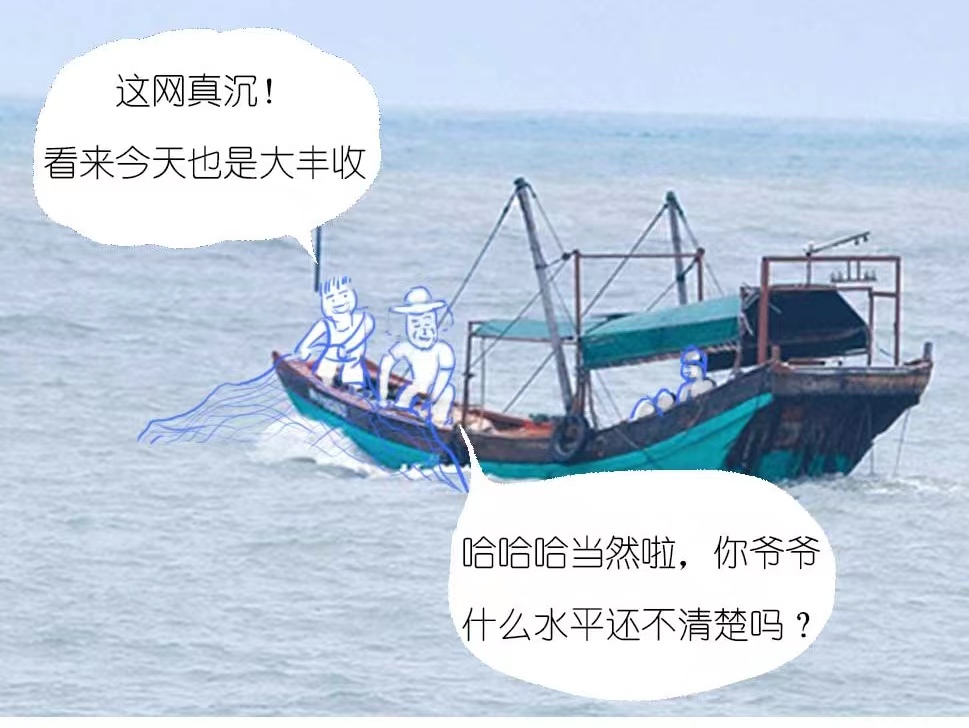 这网真沉！
看来今天也是大丰收
哈哈哈当然啦，你爷爷
什么水平还不清楚吗？